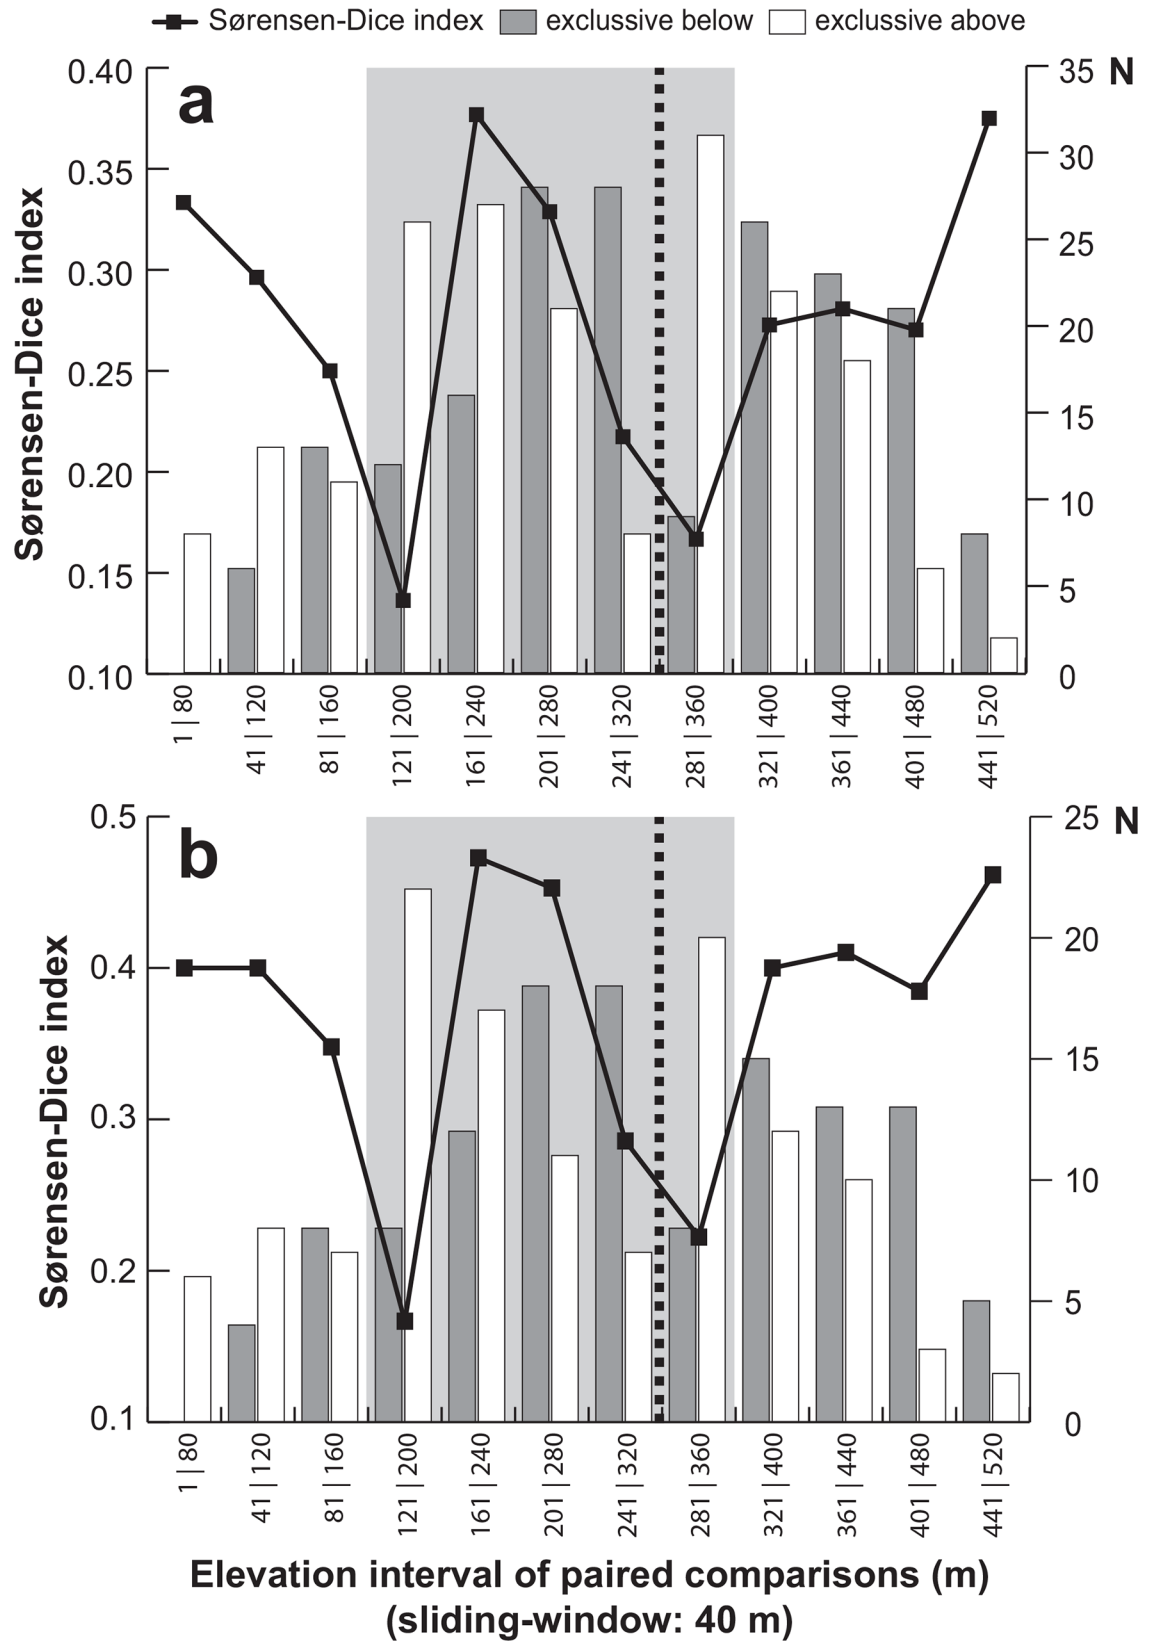 Sørensen-Dice index exclussive below exclussive above
a
Sørensen-Dice index
0.40
0.35
0.30
0.25
0.20
0.15
0.10
35 N
30
25
20
15
10
5
0
1 | 80
41 | 120
81 | 160
121 | 200
161 | 240
201 | 280
241 | 320
281 | 360
321 | 400
361 | 440
401 | 480
441 | 520
b
Sørensen-Dice index
0.5
0.4
0.3
0.2
0.1
25 N
20
15
10
5
0
1 | 80
41 | 120
81 | 160
121 | 200
161 | 240
201 | 280
241 | 320
281 | 360
321 | 400
361 | 440
401 | 480
441 | 520
Elevation interval of paired comparisons (m)
(sliding-window: 40 m)